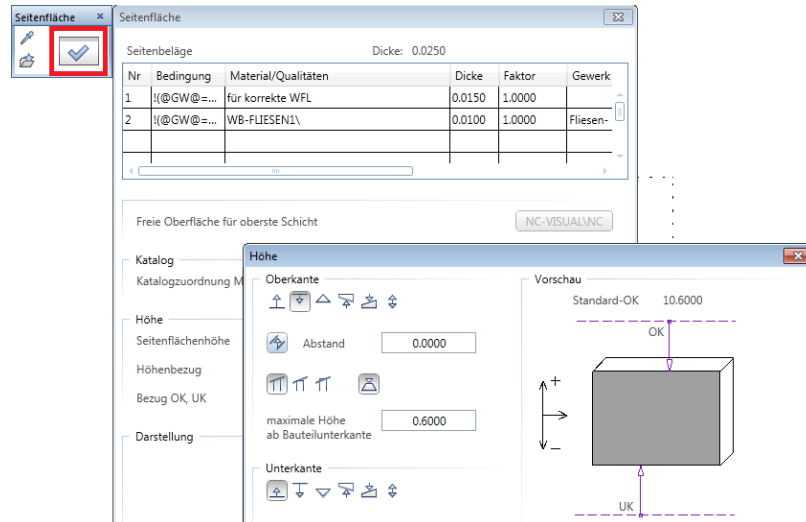 Seitenfläche
Seitenfläche
Seitenbeläge Dicke: 0.0250
Nr Bedingung Material/Qualitäten Dicke Faktor Gewerk
1 !(@GW@=... für korrekte WFL 0.0150 1.0000
2 !(@GW@=... WB-FLIESEN1\ 0.0100 1.0000 Fliesen-
Freie Oberfläche für oberste Schicht NC-VISUAL\NC
Katalog
Katalogzuordnung M
Höhe
Seitenflächenhöhe
Höhenbezug
Bezug OK, UK
Darstellung
Höhe
Oberkante
Abstand 0.0000
maximale Höhe
ab Bauteilunterkante
0.6000
Unterkante
Vorschau
Standard-OK 10.6000
OK
UK